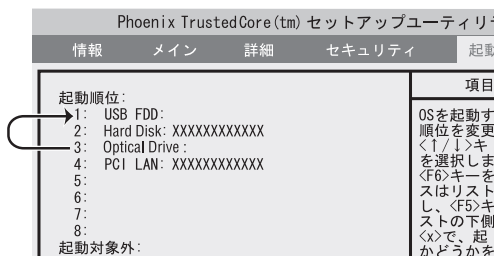 Phoenix TrustedCore(tm) セットアップユーティリテ
情報 メイン 詳細 セキュリティ 起動
起動順位:
1: USB FDD:
2: Hard Disk: XXXXXXXXXXXX
3: Optical Drive :
4: PCI LAN: XXXXXXXXXXXX
5:
6:
7:
8:
起動対象外:
項目
OSを起動す
順位を変更
<↑/↓>キ
を選択しま
<F6>キーを
スはリスト
し、<F5>キ
ストの下側
<x>で、起
かどうかを